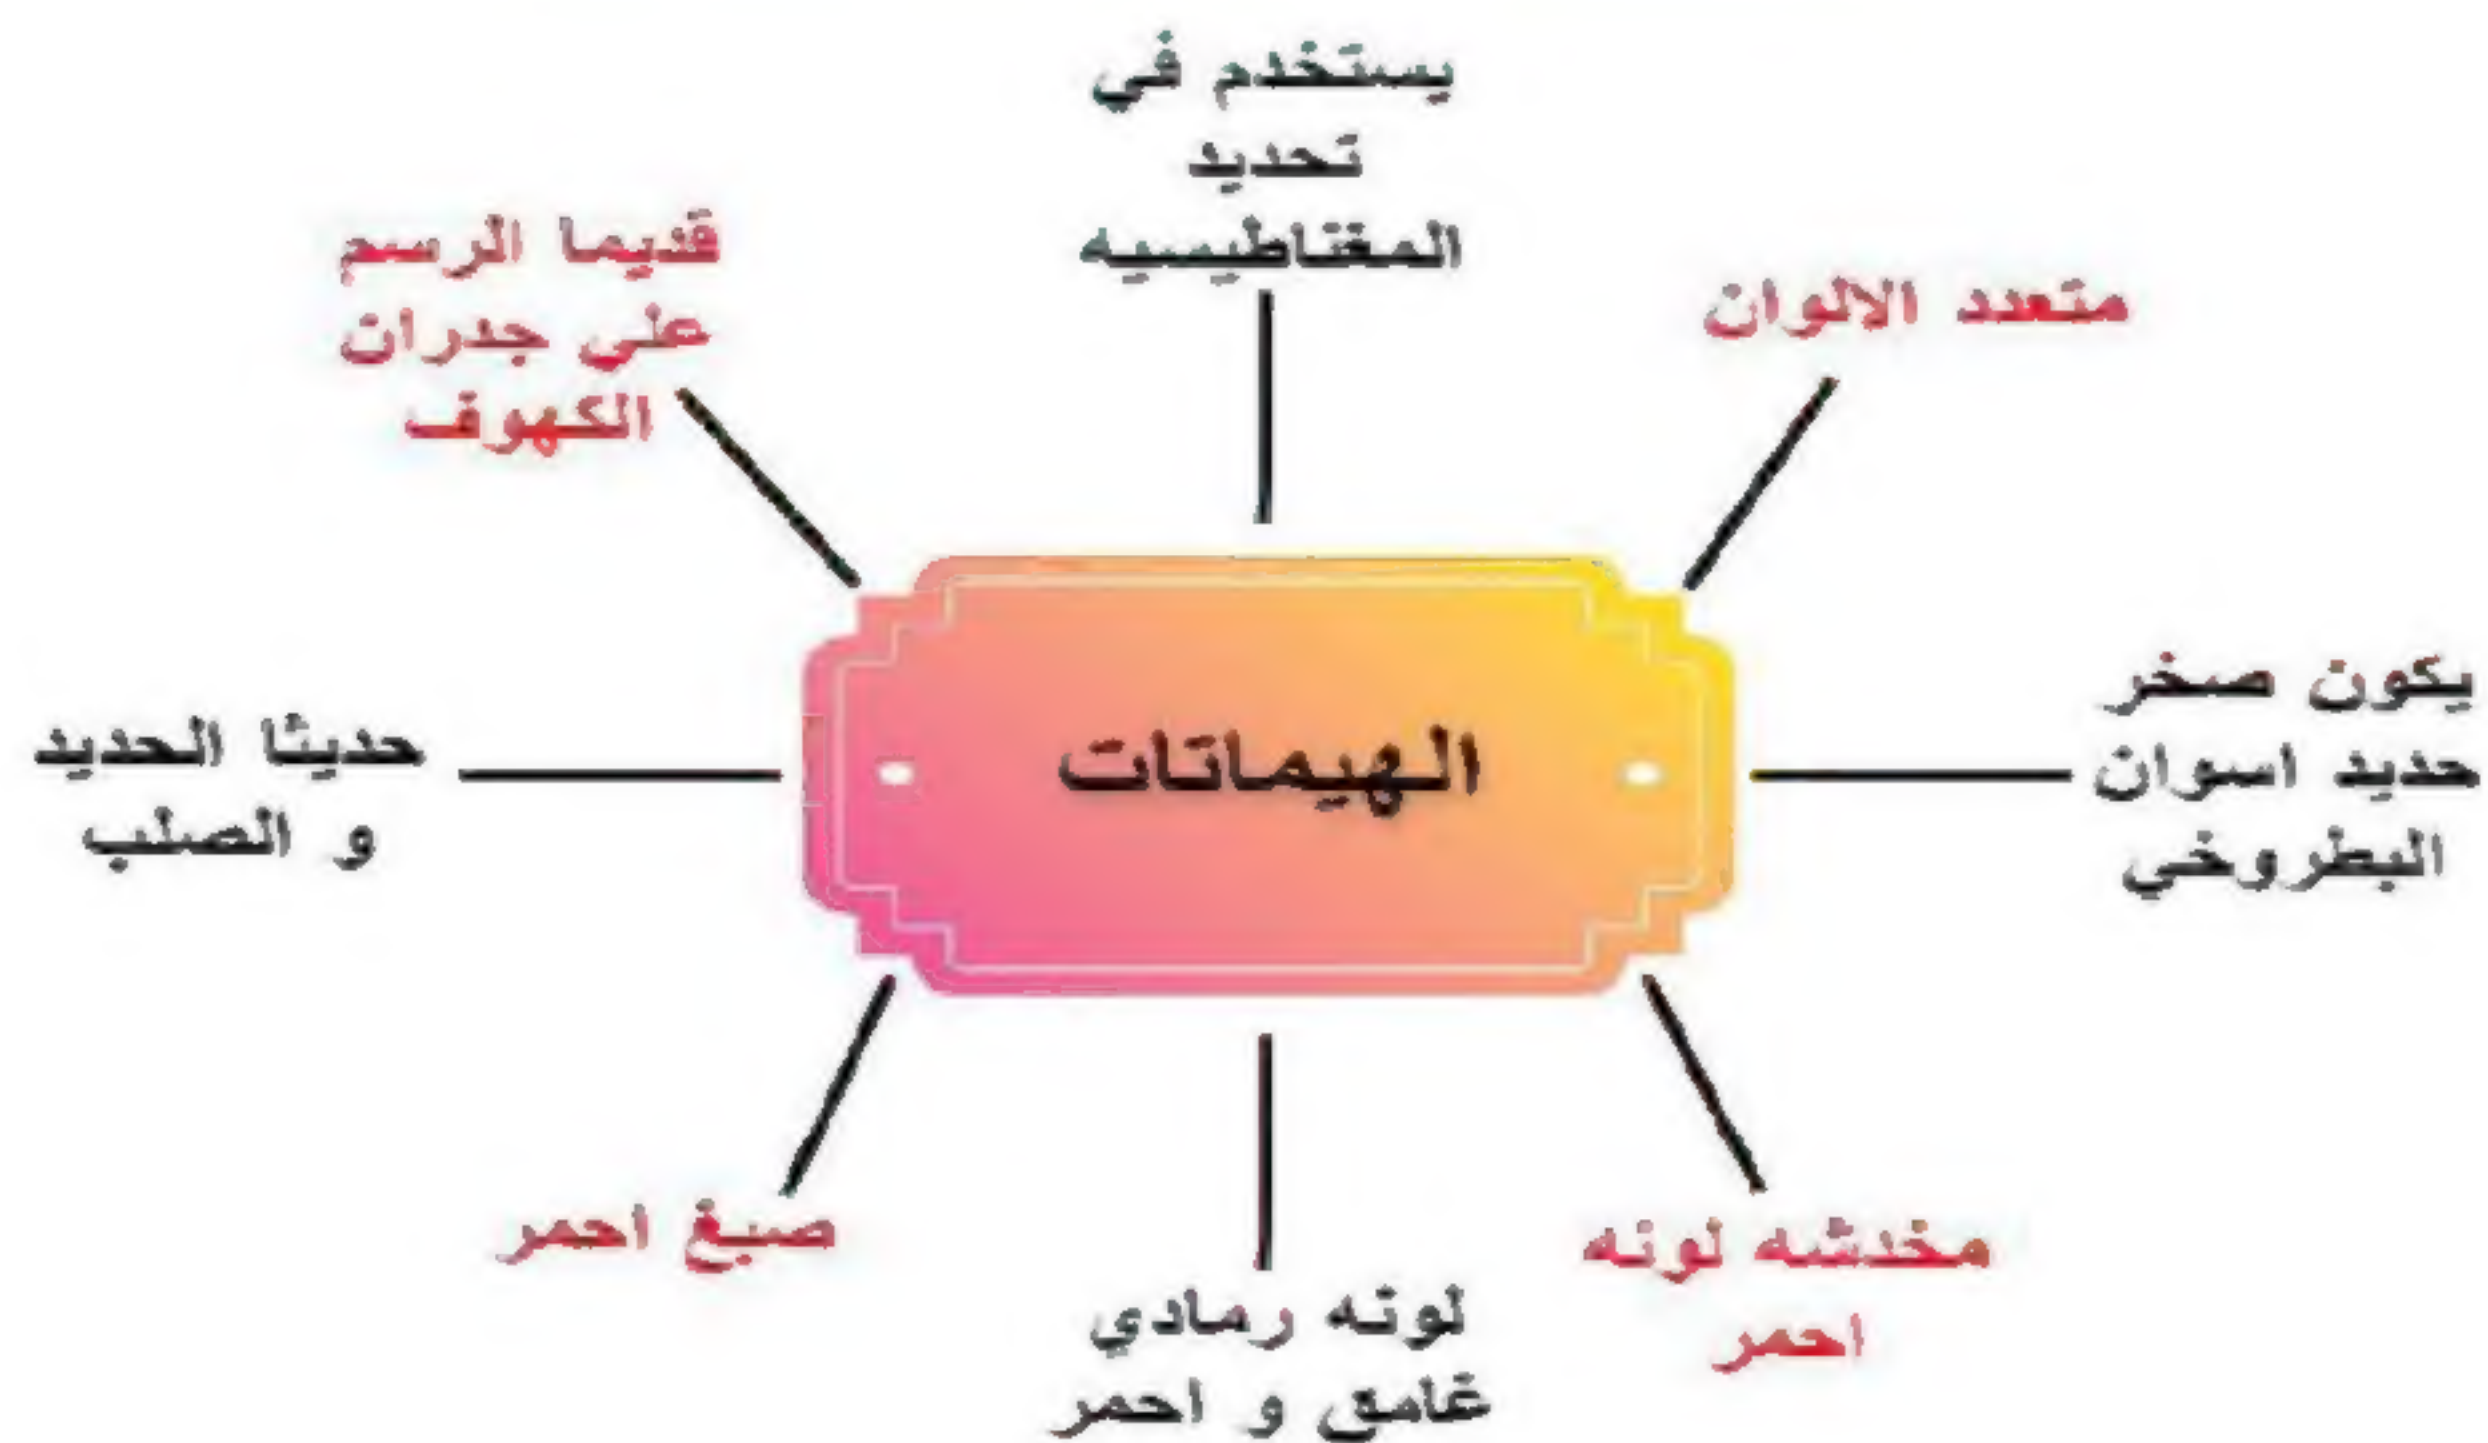 يستخدم في
تحديد
المغناطيسيه
متعدد الالوان
قديما الرسم
علي جدران
الكهوف
يكون صخر
حديد اسوان
البطروخي
الهيماتات
حديثا الحديد
و الصلب
مخدشه لونه
احمر
صبغ احمر
لونه رمادي
غامق و احمر